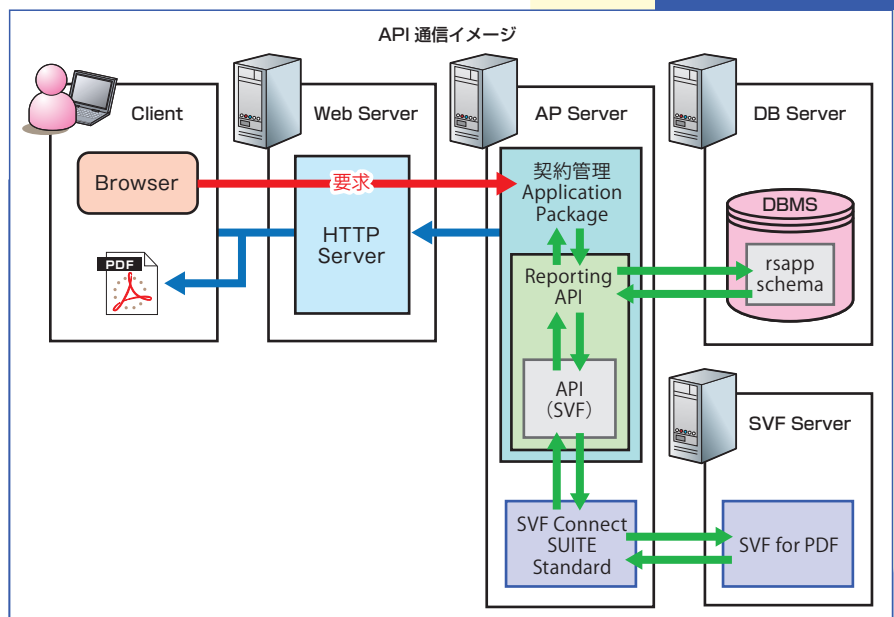 API 通信イメージ
Client
Web Server
AP Server
DB Server
Browser
要求
契約管理
Application
Package
HTTP
Server
PDF
Reporting
API
DBMS
rsapp
schema
API
（SVF）
SVF Server
SVF Connect
SUITE
Standard
SVF for PDF